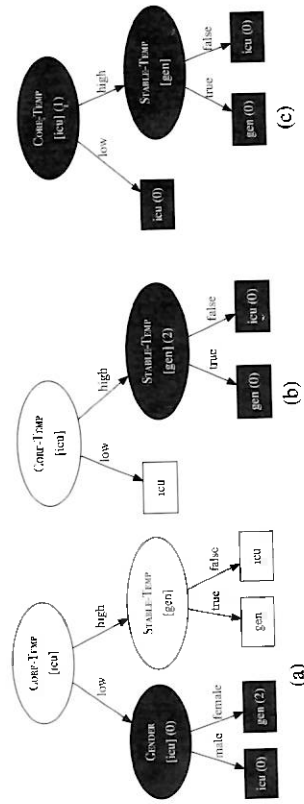 CORE-TEMP
[icu]
low
high
GENDER
[icu] (0)
STABLE-TEMP
[gen]
male
female
true
false
icu (0)
gen (2)
gen
icu
(a)
CORE-TEMP
[icu]
low
high
icu
STABLE-TEMP
[gen] (2)
true
false
gen (0)
icu (0)
(b)
CORE-TEMP
[icu] (1)
low
high
icu (0)
STABLE-TEMP
[gen]
true
false
gen (0)
icu (0)
(c)